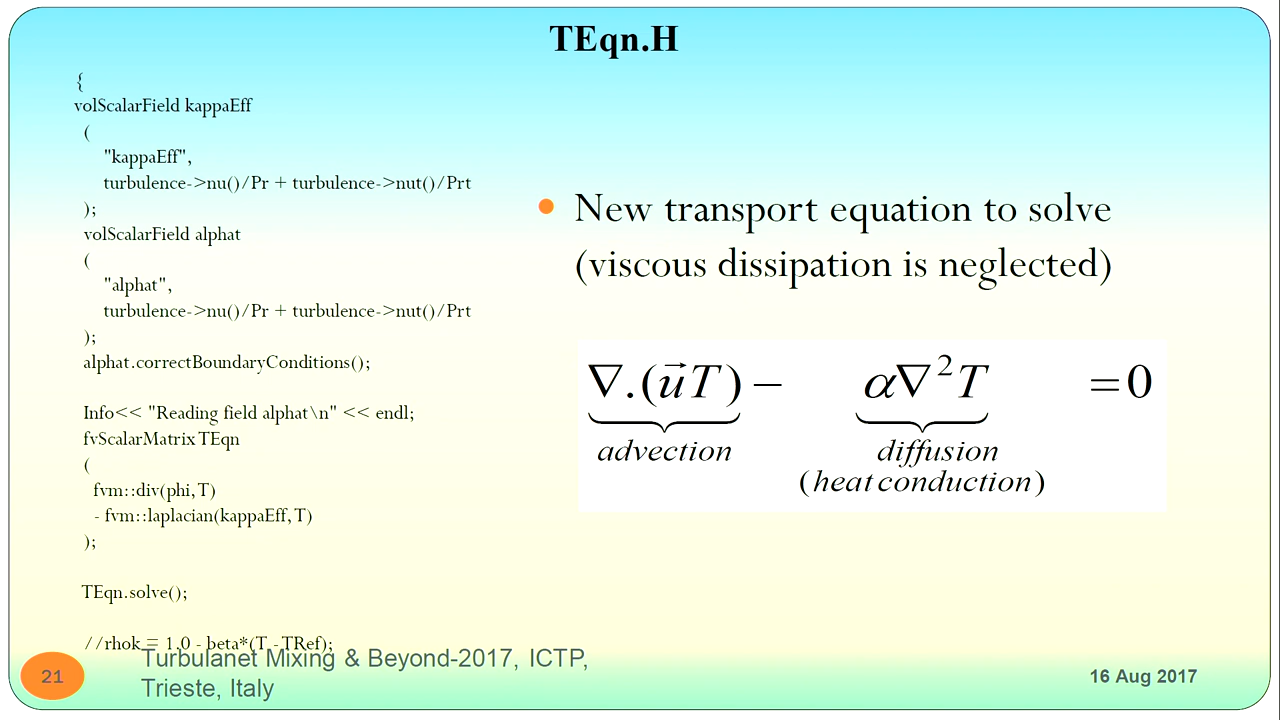 TEqn.H
{
volScalarField kappaEff
(
"kappaEff",
turbulence->nu()/Pr + turbulence->nut()/Prt
);
volScalarField alphat
(
"alphat",
turbulence->nu()/Pr + turbulence->nut()/Prt
);
alphat.correctBoundaryConditions();
Info<< "Reading field alphat\n" << endl;
fvScalarMatrix TEqn
(
fvm::div(phi,T)
- fvm::laplacian(kappaEff,T)
);
TEqn.solve();
//rhok = 1.0 - beta*(T - TRef);
New transport equation to solve
(viscous dissipation is neglected)
∇.(u⃗T) − α∇²T = 0
advection diffusion
(heat conduction)
21
Turbulanet Mixing & Beyond-2017, ICTP,
Trieste, Italy
16 Aug 2017